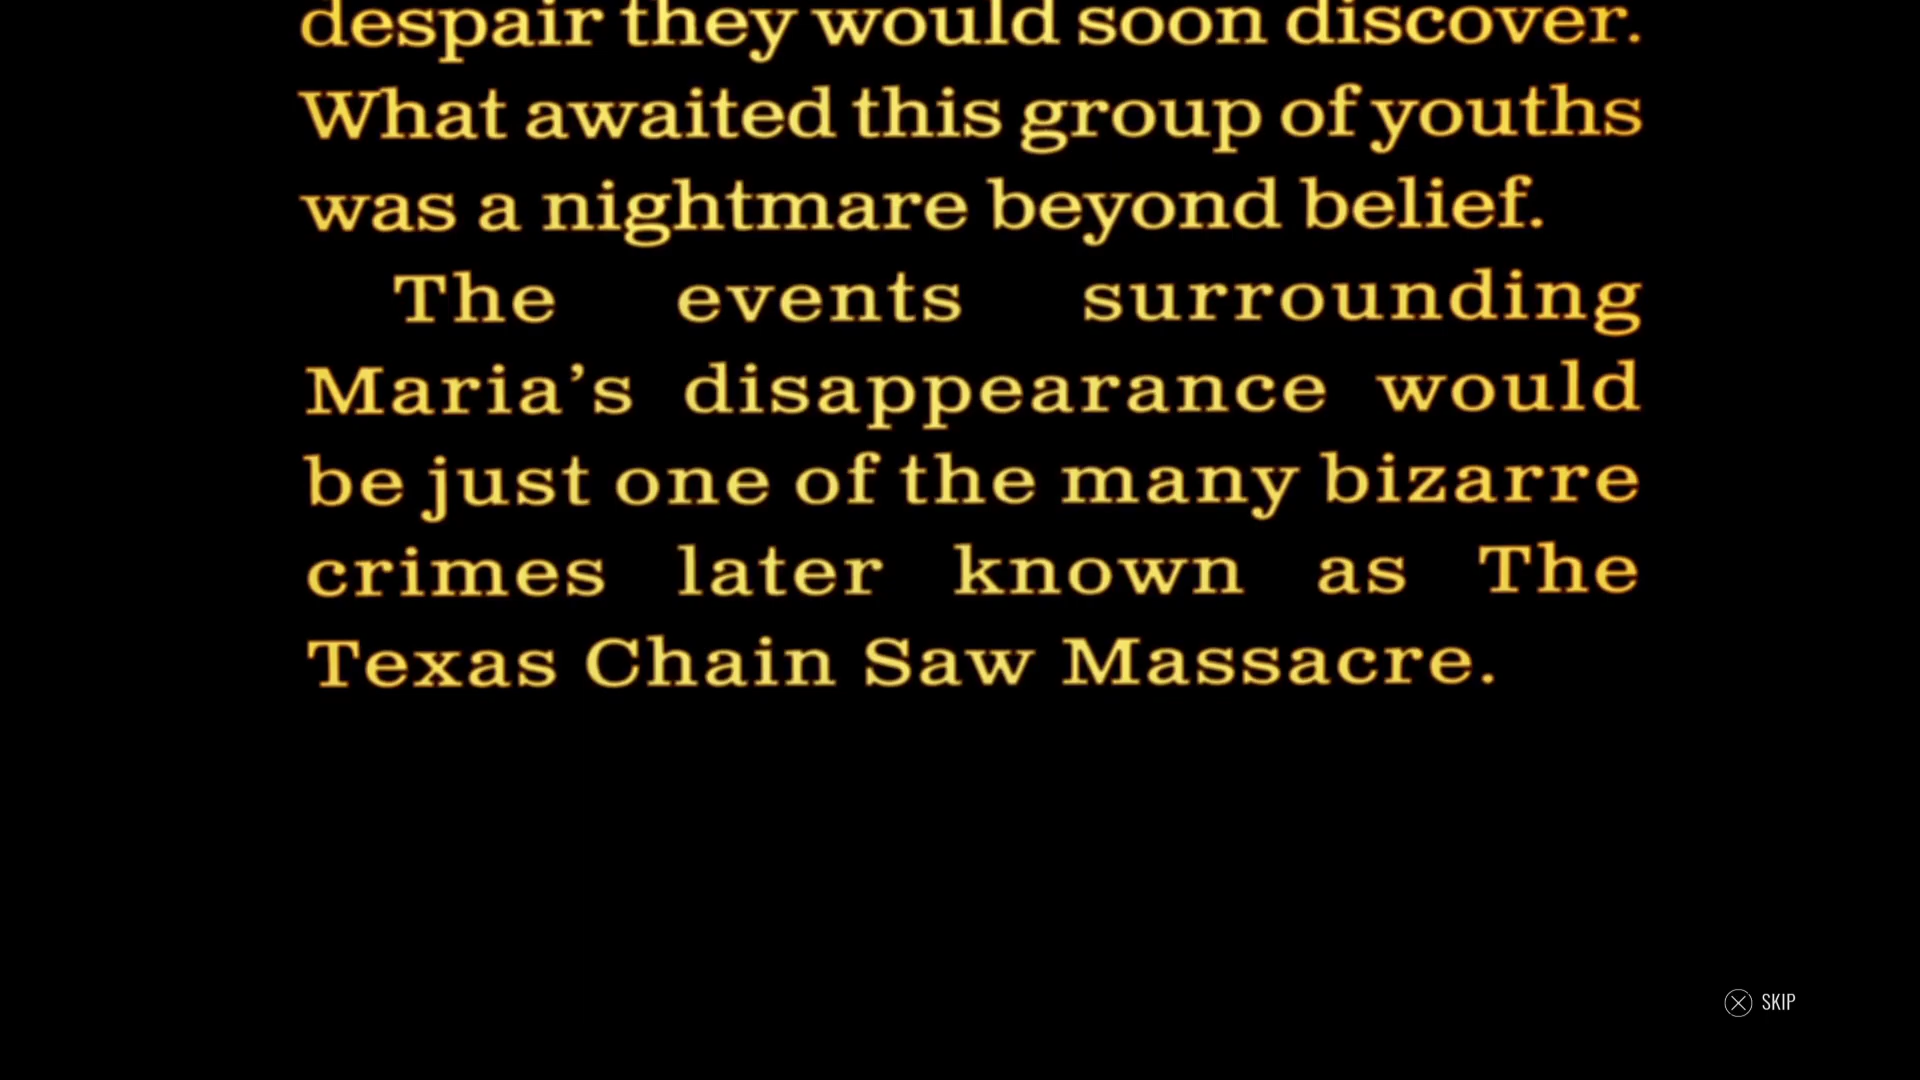 despair they would soon discover.
What awaited this group of youths
was a nightmare beyond belief.
The events surrounding
Maria’s disappearance would
be just one of the many bizarre
crimes later known as The
Texas Chain Saw Massacre.
SKIP